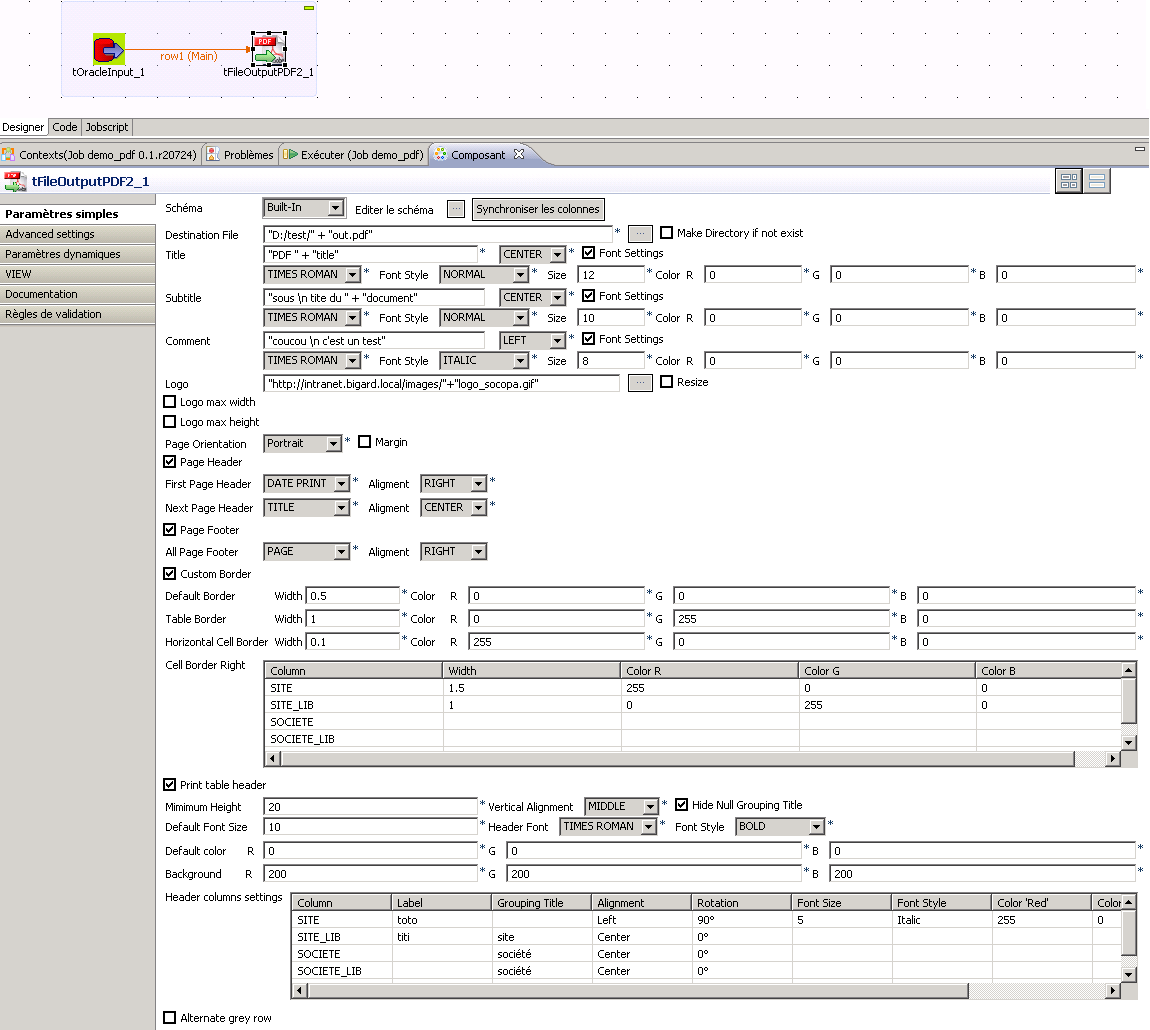 PDF
row1 (Main)
tOracleInput_1 tFileOutputPDF2_1
Designer Code Jobscript
Contexts(Job demo_pdf 0.1.r20724) Problèmes Exécuter (Job demo_pdf) Composant
tFileOutputPDF2_1
Paramètres simples
Advanced settings
Paramètres dynamiques
VIEW
Documentation
Règles de validation
Schéma Built-In Editer le schéma ... Synchroniser les colonnes
Destination File "D:/test/" + "out.pdf" * ... Make Directory if not exist
Title "PDF " + "title" * CENTER * Font Settings
TIMES ROMAN * Font Style NORMAL * Size 12 * Color R 0 * G 0 * B 0 *
Subtitle "sous \n tite du " + "document" CENTER * Font Settings
TIMES ROMAN * Font Style NORMAL * Size 10 * Color R 0 * G 0 * B 0 *
Comment "coucou \n c'est un test" LEFT * Font Settings
TIMES ROMAN * Font Style ITALIC * Size 8 * Color R 0 * G 0 * B 0 *
Logo "http://intranet.bigard.local/images/"+"logo_socopa.gif" ... Resize
Logo max width
Logo max height
Page Orientation Portrait * Margin
Page Header
First Page Header DATE PRINT * Aligment RIGHT *
Next Page Header TITLE * Aligment CENTER *
Page Footer
All Page Footer PAGE * Aligment RIGHT
Custom Border
Default Border Width 0.5 * Color R 0 * G 0 * B 0 *
Table Border Width 1 * Color R 0 * G 255 * B 0 *
Horizontal Cell Border Width 0.1 * Color R 255 * G 0 * B 0 *
Cell Border Right
Column Width Color R Color G Color B
SITE 1.5 255 0 0
SITE_LIB 1 0 255 0
SOCIETE
SOCIETE_LIB
Print table header
Mimimum Height 20 * Vertical Alignment MIDDLE * Hide Null Grouping Title
Default Font Size 10 * Header Font TIMES ROMAN * Font Style BOLD *
Default color R 0 * G 0 * B 0 *
Background R 200 * G 200 * B 200 *
Header columns settings
Column Label Grouping Title Alignment Rotation Font Size Font Style Color 'Red' Color
SITE toto Left 90° 5 Italic 255 0
SITE_LIB titi site Center 0°
SOCIETE société Center 0°
SOCIETE_LIB société Center 0°
Alternate grey row